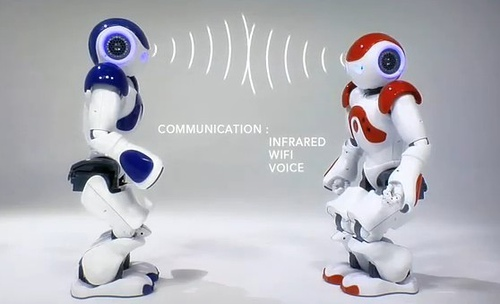 COMMUNICATION :
INFRARED
WIFI
VOICE